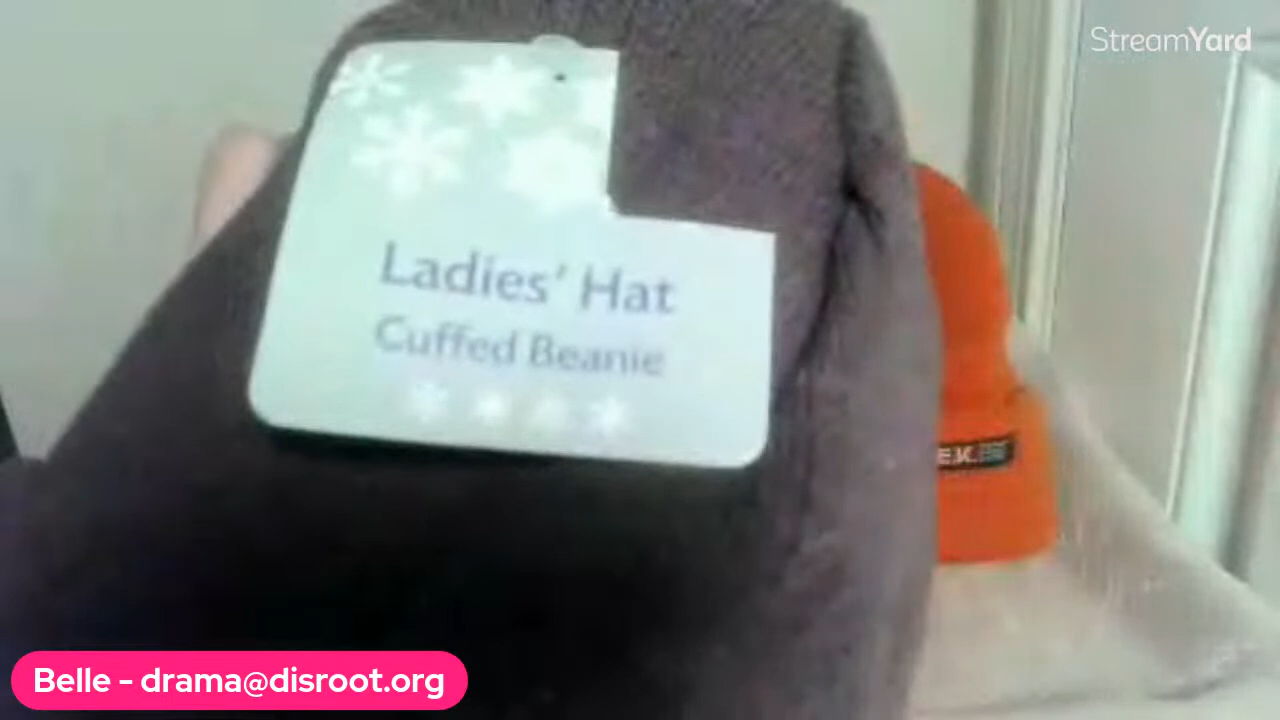 StreamYard
Ladies' Hat
Cuffed Beanie
Belle - drama@disroot.org